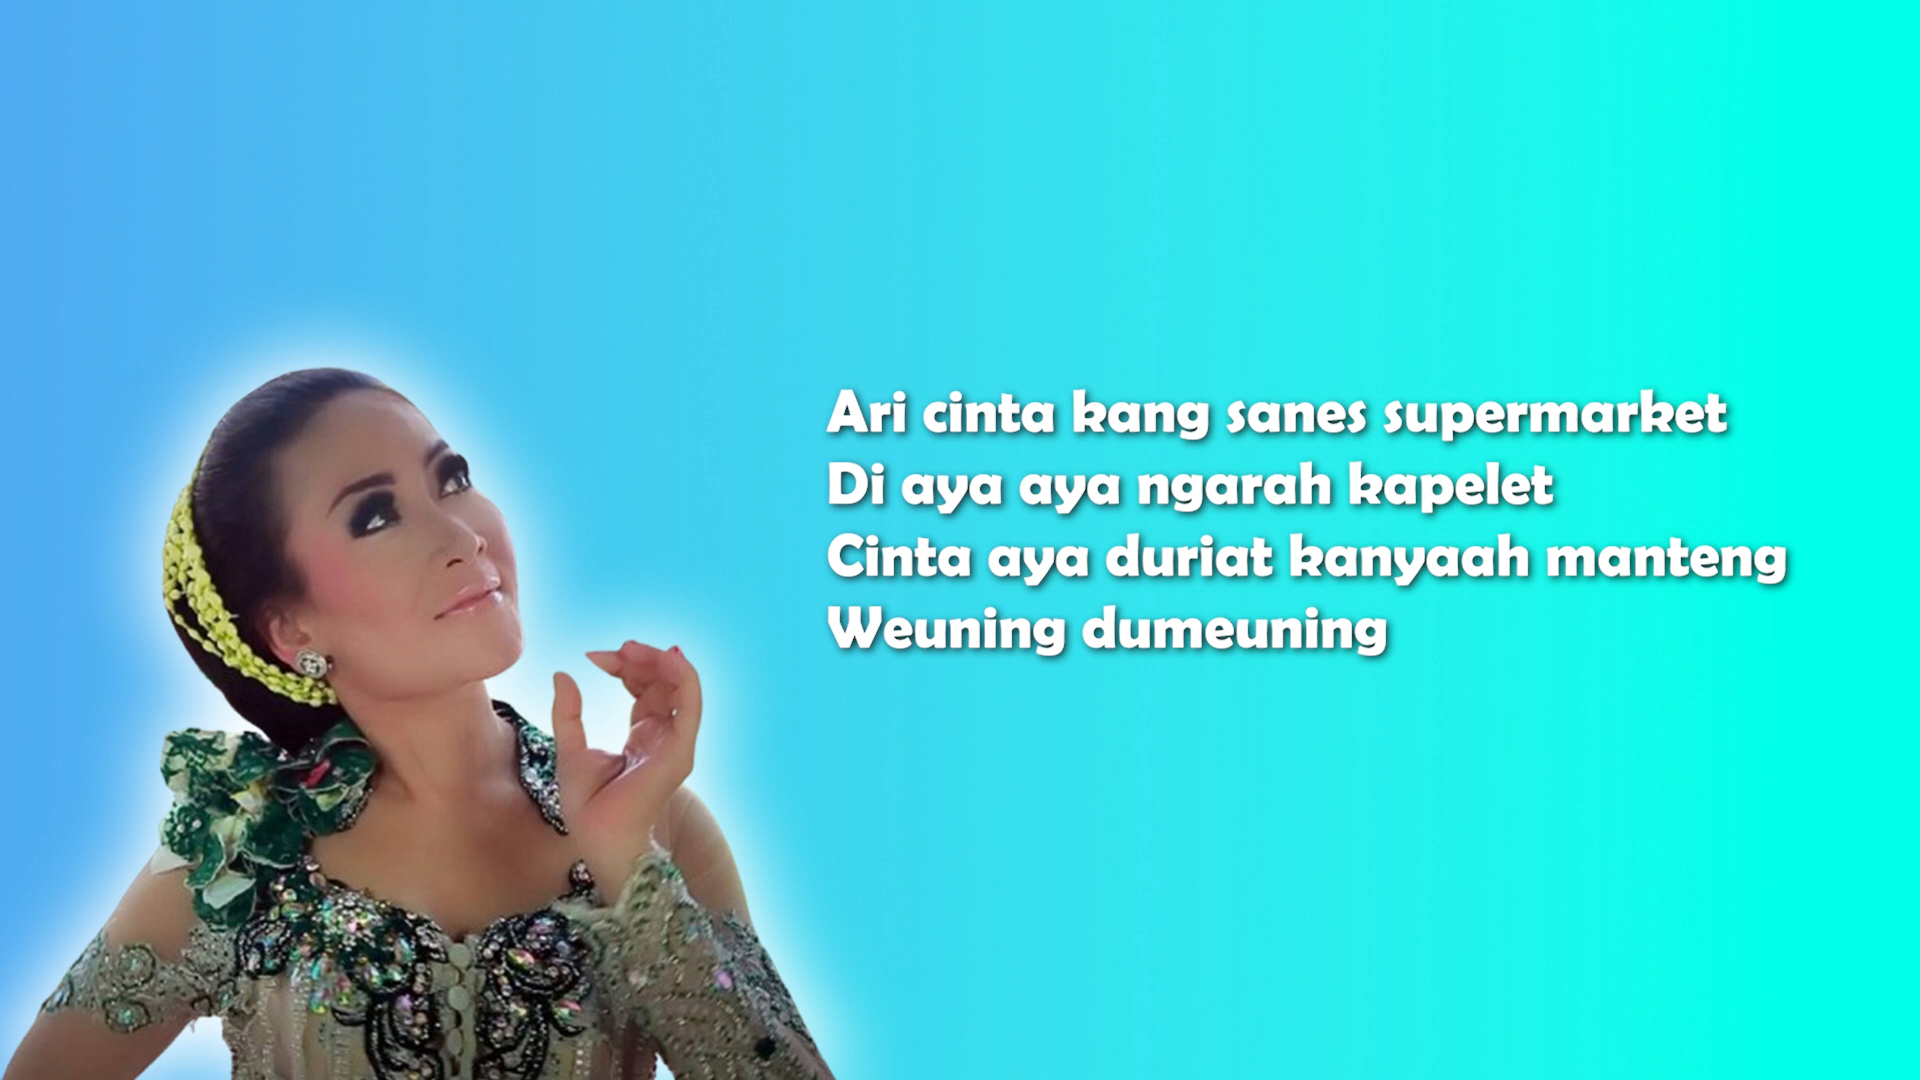 Ari cinta kang sanes supermarket
Di aya aya ngarah kapelet
Cinta aya duriat kanyaah manteng
Weuning dumeuning